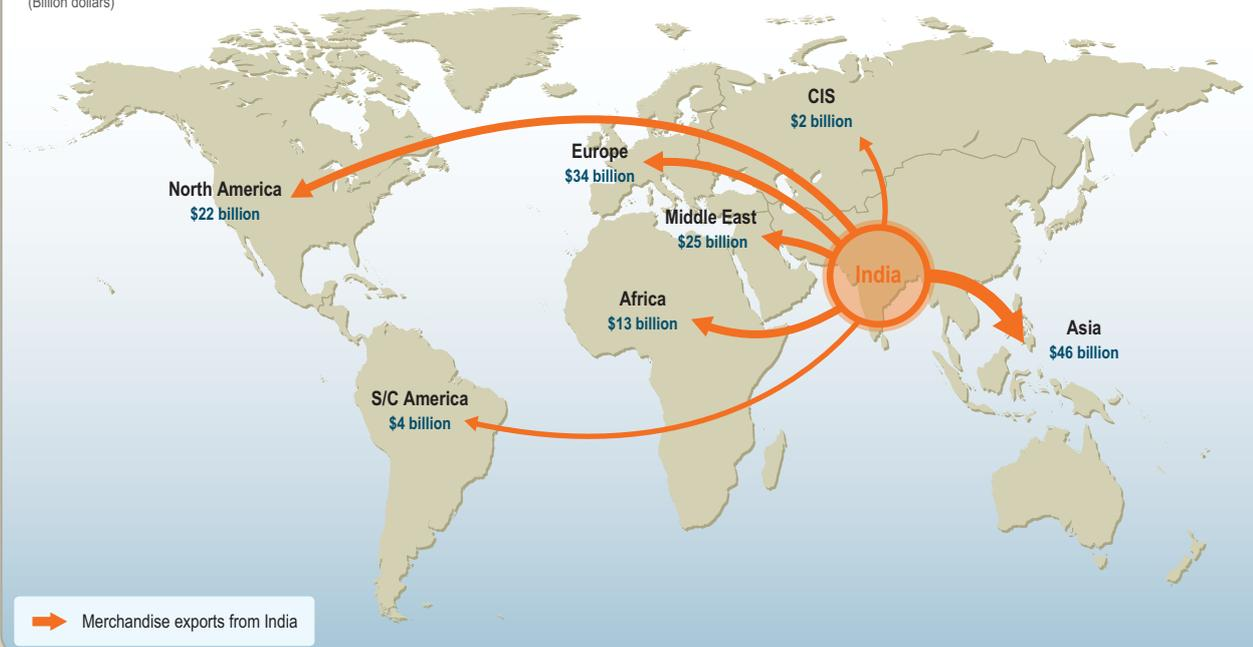 (Billion dollars)
CIS
$2 billion
Europe
$34 billion
North America
$22 billion
Middle East
$25 billion
India
Africa
$13 billion
Asia
$46 billion
S/C America
$4 billion
Merchandise exports from India